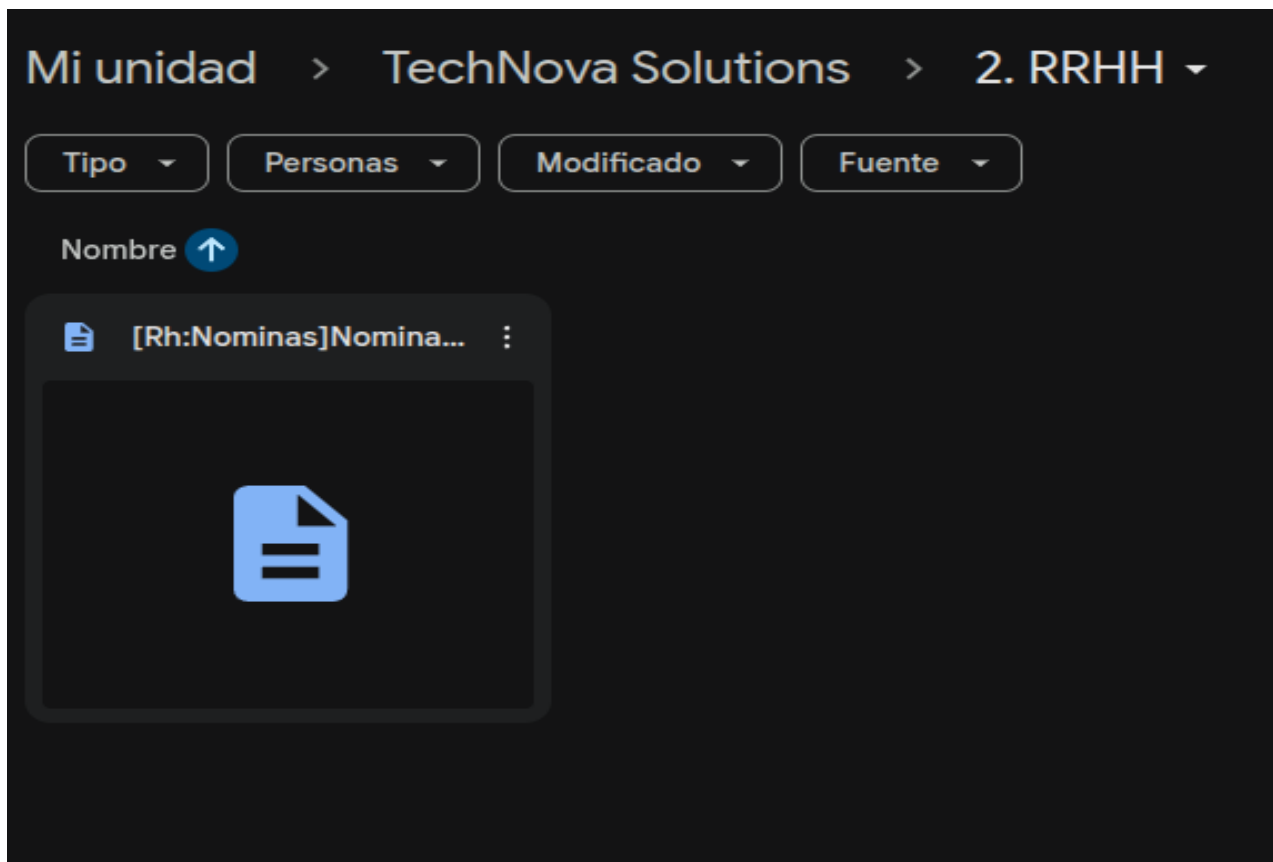 Mi unidad > TechNova Solutions > 2. RRHH
Tipo Personas Modificado Fuente
Nombre
[Rh:Nominas]Nomina...